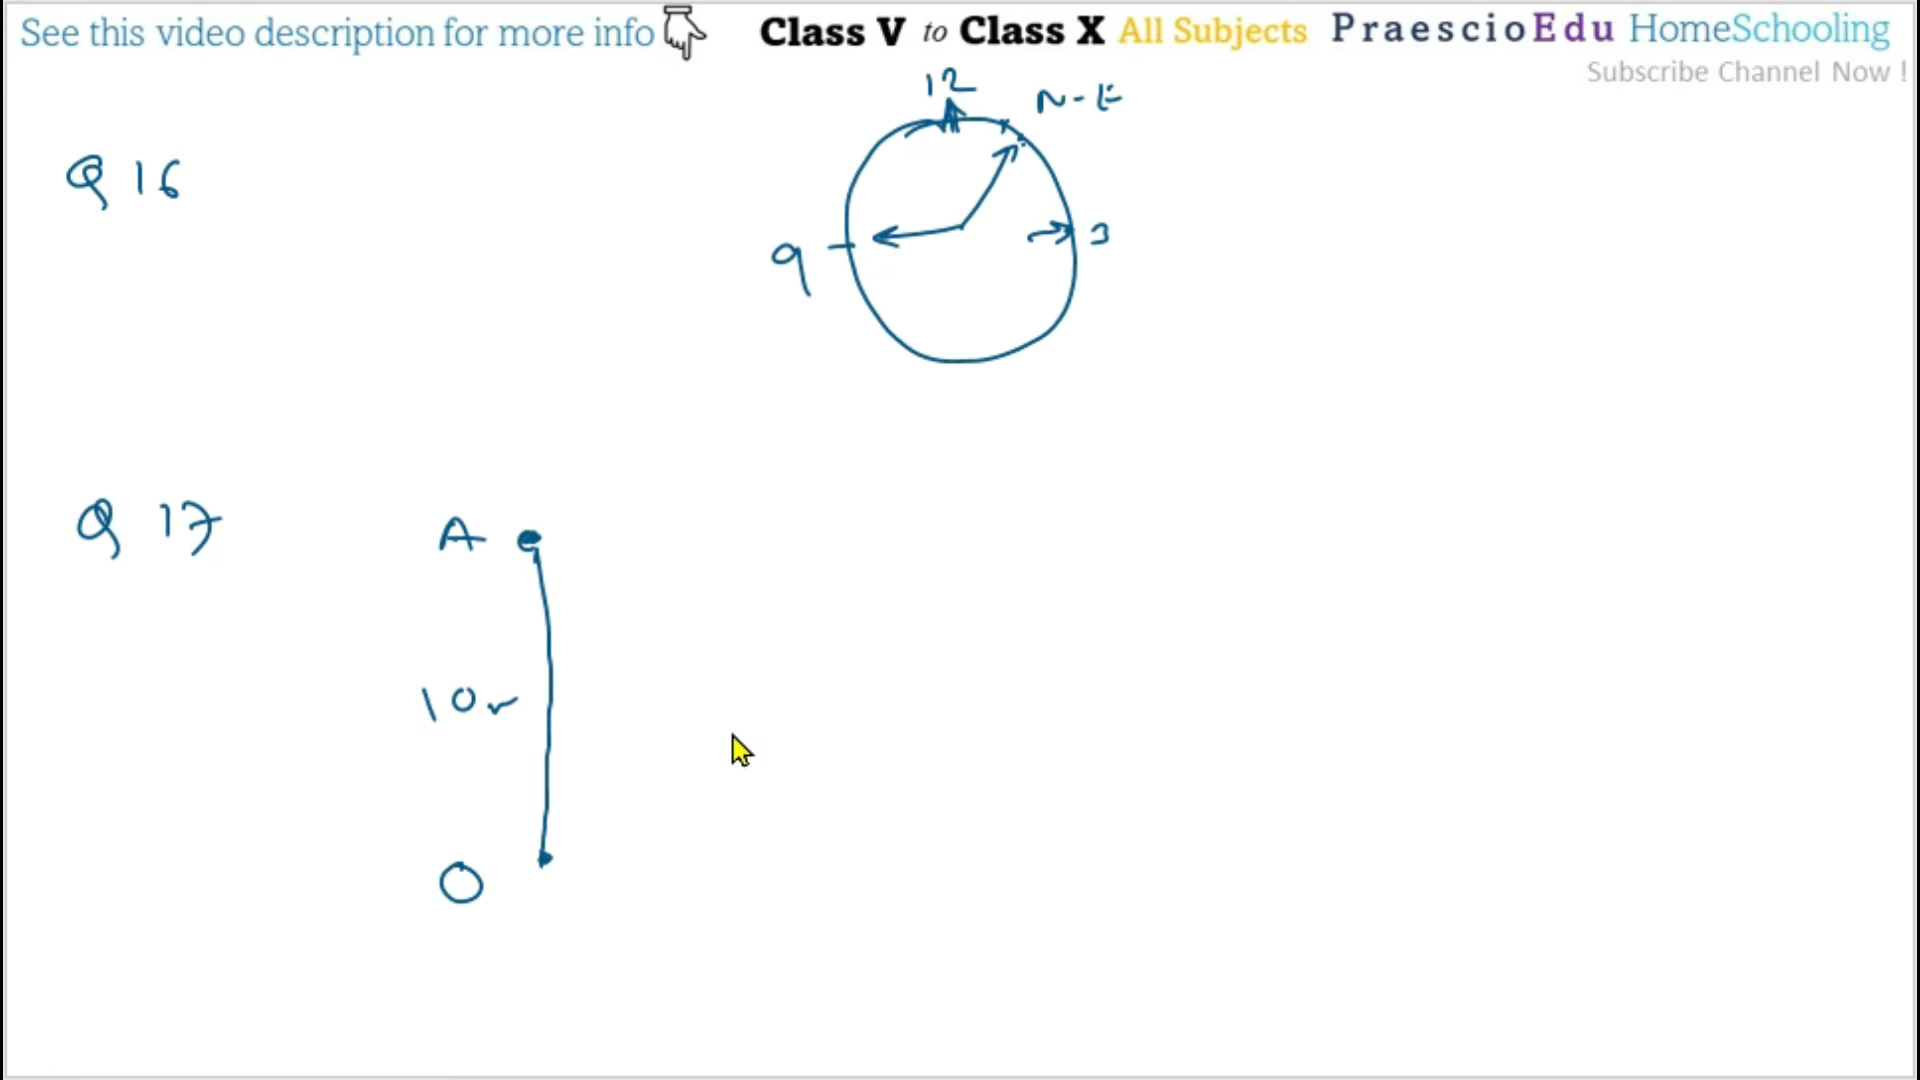 See this video description for more info Class V to Class X All Subjects PraescioEdu HomeSchooling
Subscribe Channel Now !
12
N-E
Q 16
9
3
Q 17
A
10
O